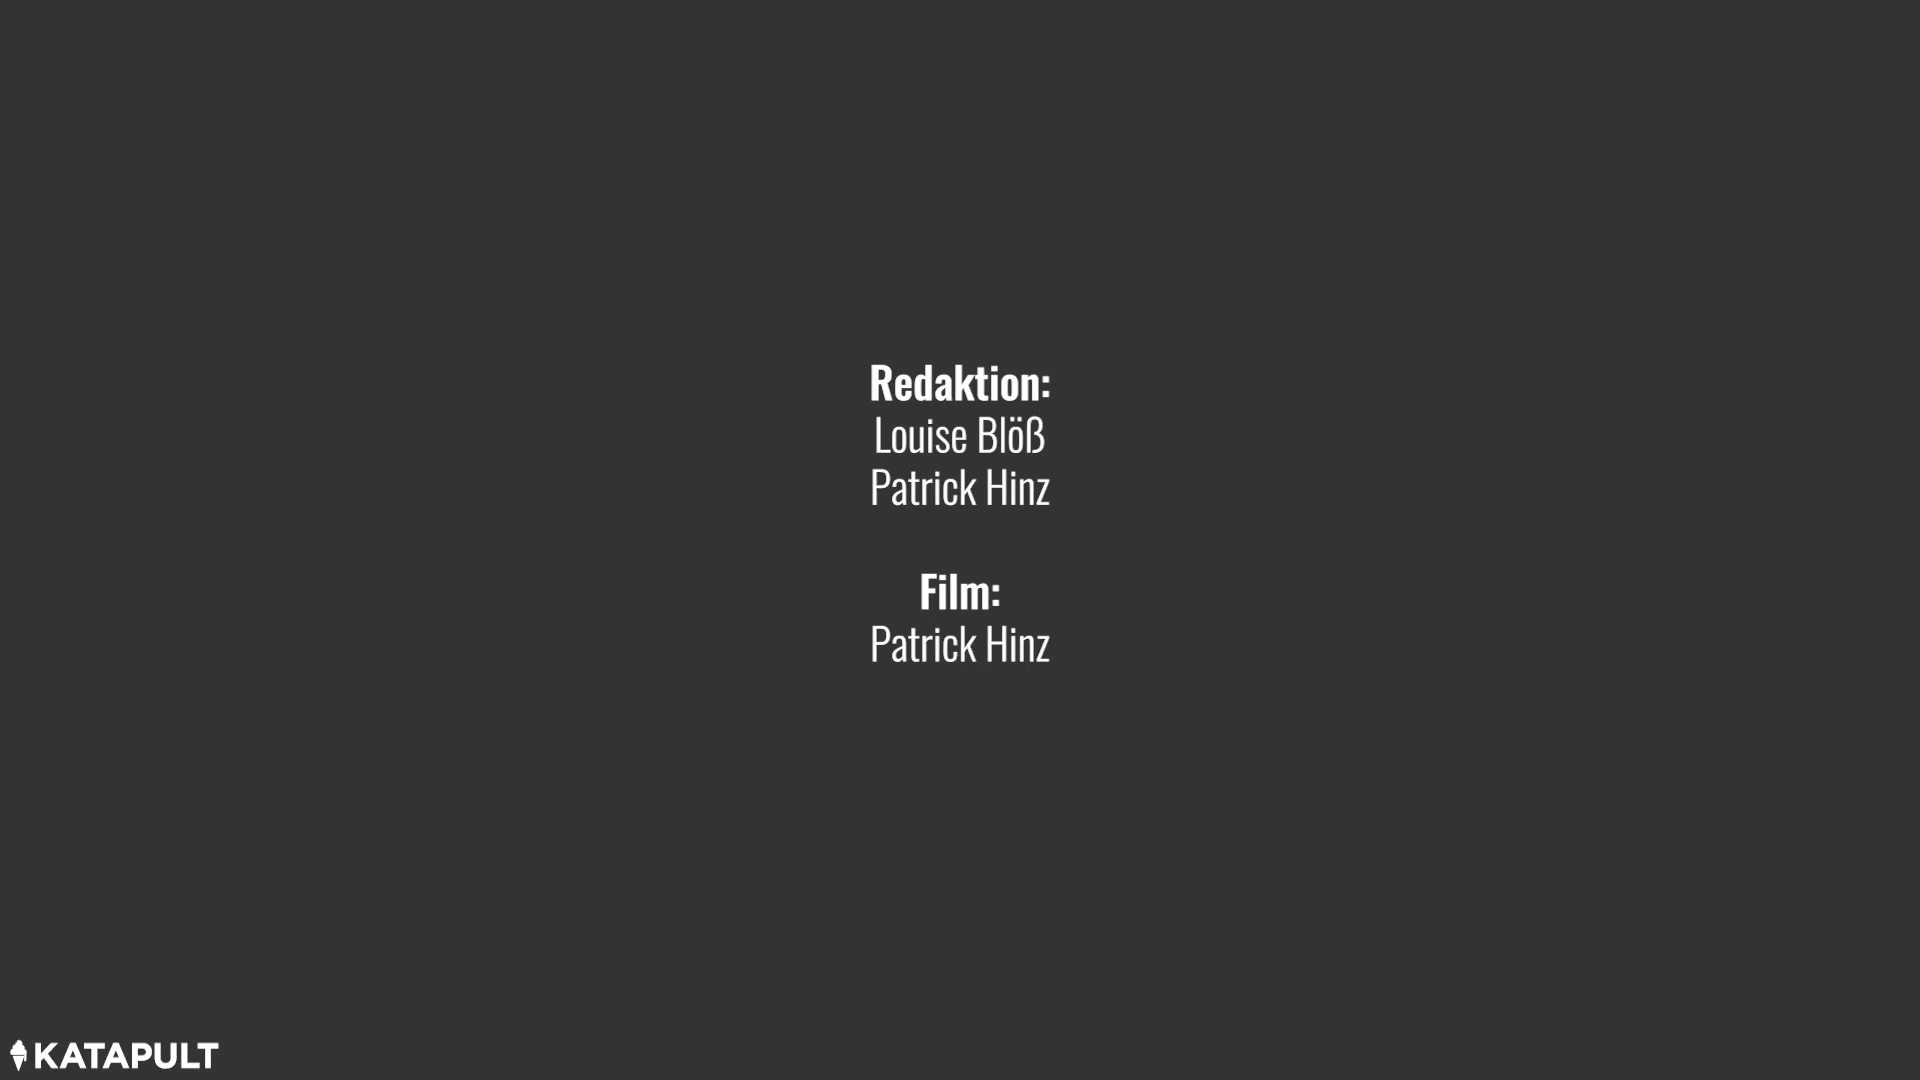 Redaktion:
Louise Blöß
Patrick Hinz
Film:
Patrick Hinz
KATAPULT